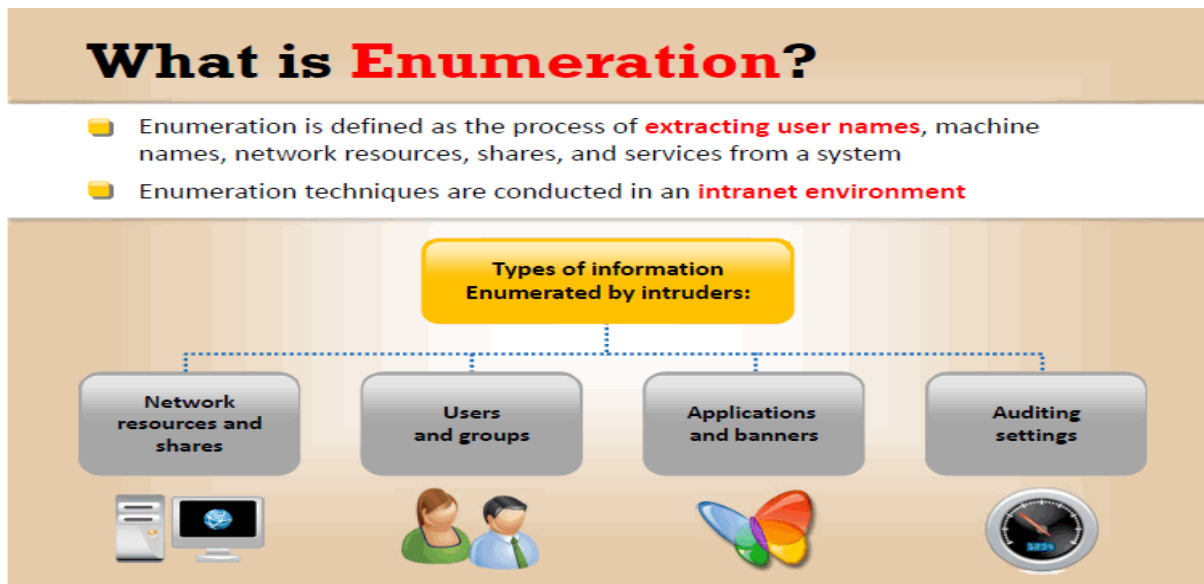 What is Enumeration?
Enumeration is defined as the process of extracting user names, machine
names, network resources, shares, and services from a system
Enumeration techniques are conducted in an intranet environment
Types of information
Enumerated by intruders:
Network
resources and
shares
Users
and groups
Applications
and banners
Auditing
settings